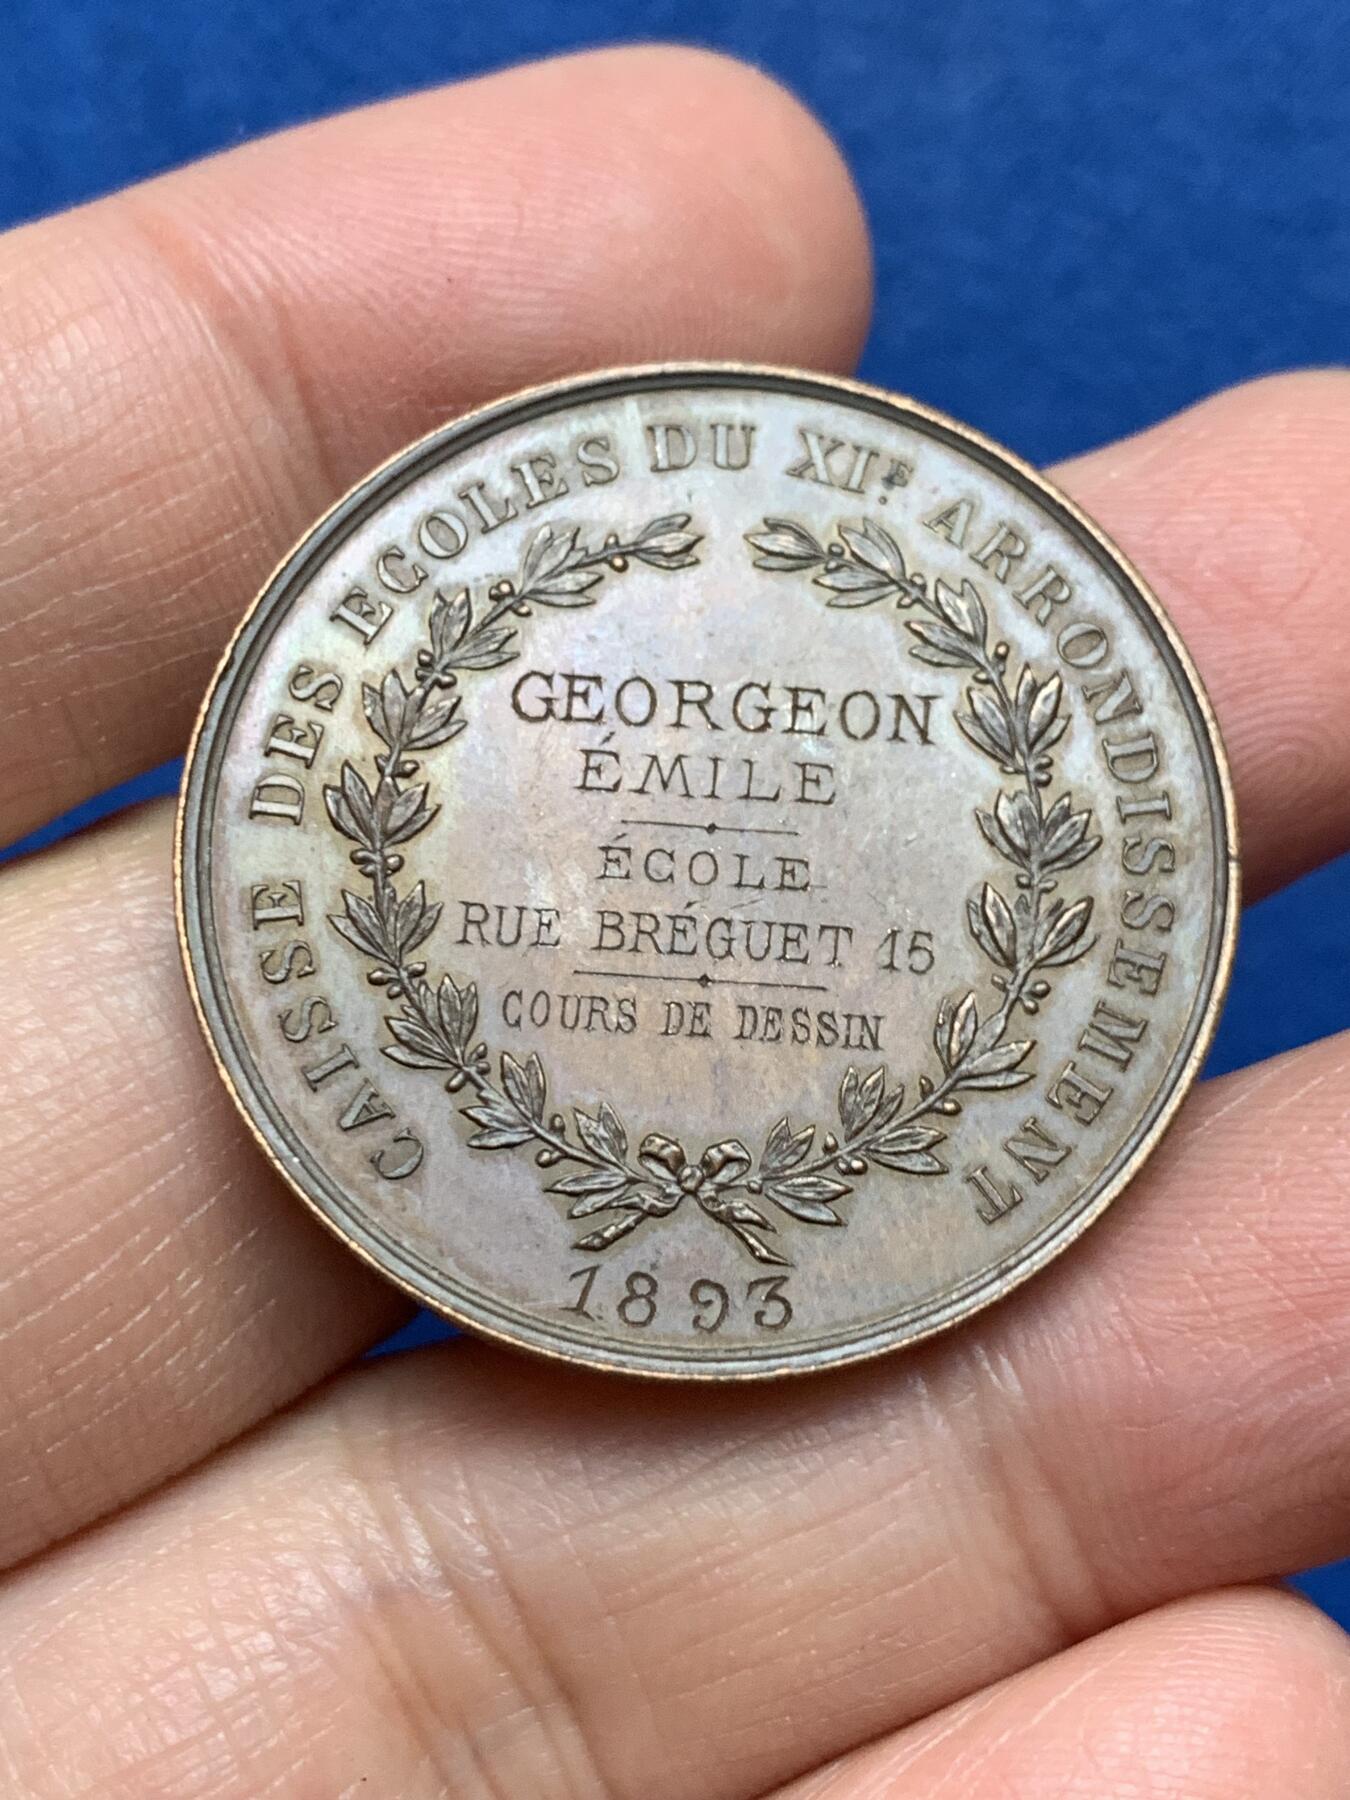 CAISSE DES ECOLES DU XIE. ARRONDISSEMENT
GEORGEON
ÉMILE
ÉCOLE
RUE BRÉGUET 15
COURS DE DESSIN
1893